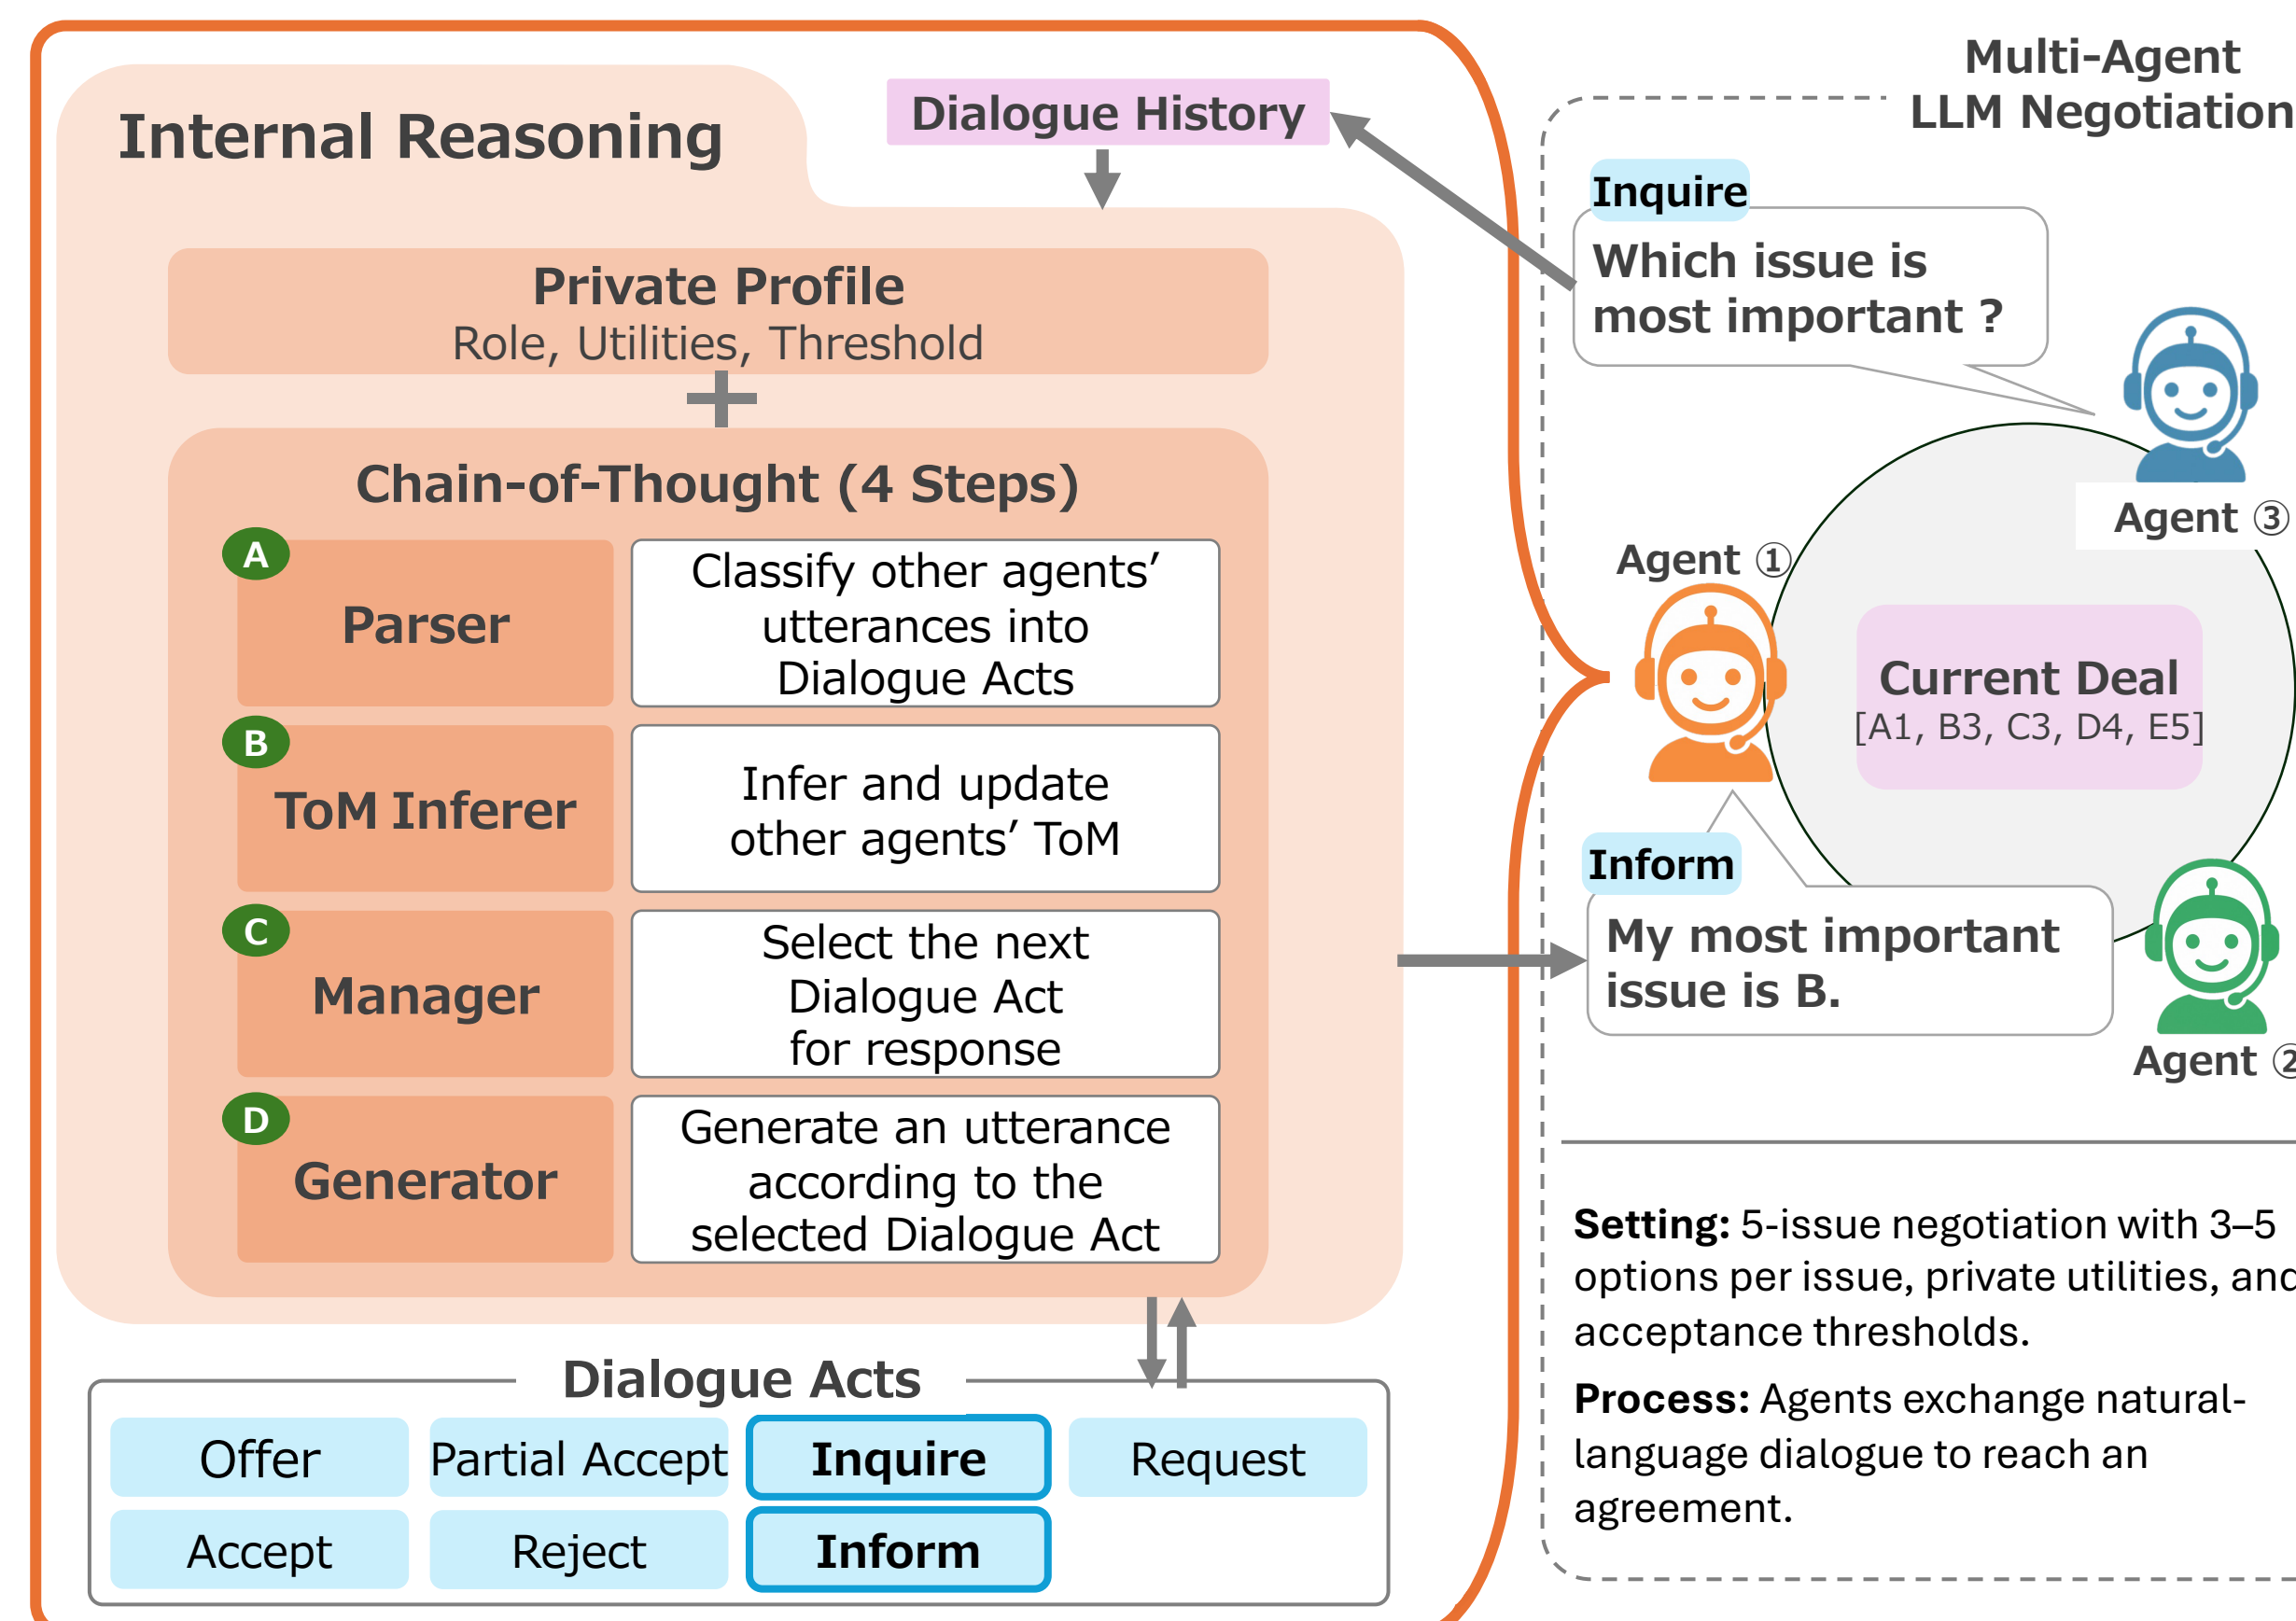 Internal Reasoning
Dialogue History
Private Profile
Role, Utilities, Threshold
Chain-of-Thought (4 Steps)
A
Parser
Classify other agents’
utterances into
Dialogue Acts
B
ToM Inferer
Infer and update
other agents’ ToM
C
Manager
Select the next
Dialogue Act
for response
D
Generator
Generate an utterance
according to the
selected Dialogue Act
Dialogue Acts
Offer
Partial Accept
Inquire
Request
Accept
Reject
Inform
Multi-Agent
LLM Negotiation
Inquire
Which issue is
most important ?
Agent ③
Agent ①
Current Deal
[A1, B3, C3, D4, E5]
Inform
My most important
issue is B.
Agent ②
Setting: 5-issue negotiation with 3–5
options per issue, private utilities, and
acceptance thresholds.
Process: Agents exchange natural-
language dialogue to reach an
agreement.